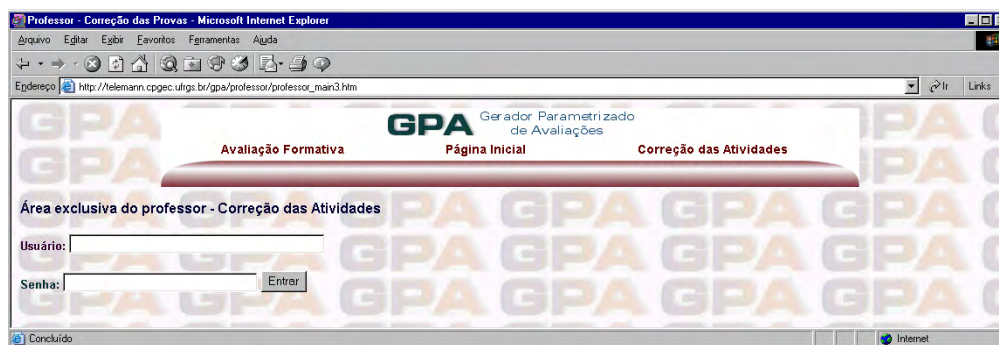 Professor - Correção das Provas - Microsoft Internet Explorer
Arquivo Editar Exibir Favoritos Ferramentas Ajuda
Endereço http://telemann.cpgec.ufrgs.br/gpa/professor/professor_main3.htm Ir Links
GPA Gerador Parametrizado
de Avaliações
Avaliação Formativa Página Inicial Correção das Atividades
Área exclusiva do professor - Correção das Atividades
Usuário:
Senha: Entrar
Concluído Internet